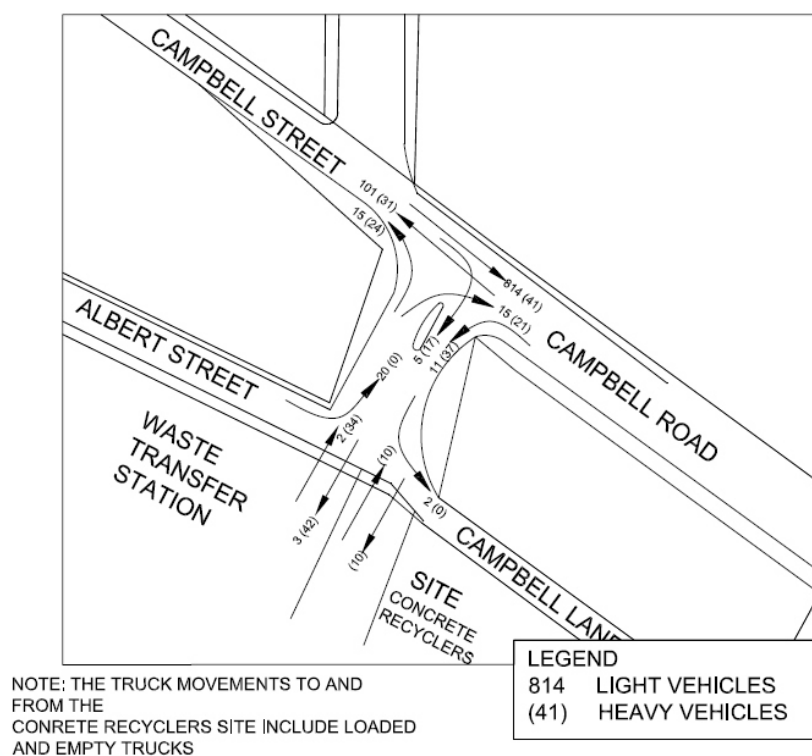 CAMPBELL STREET
101 (31)
15 (24)
814 (41)
15 (21)
CAMPBELL ROAD
5 (17)
11 (37)
ALBERT STREET
20 (0)
2 (34)
(10)
WASTE
TRANSFER
STATION
3 (42)
(10)
2 (0)
CAMPBELL LANE
SITE
CONCRETE
RECYCLERS
NOTE: THE TRUCK MOVEMENTS TO AND
FROM THE
CONRETE RECYCLERS SITE INCLUDE LOADED
AND EMPTY TRUCKS
LEGEND
814 LIGHT VEHICLES
(41) HEAVY VEHICLES